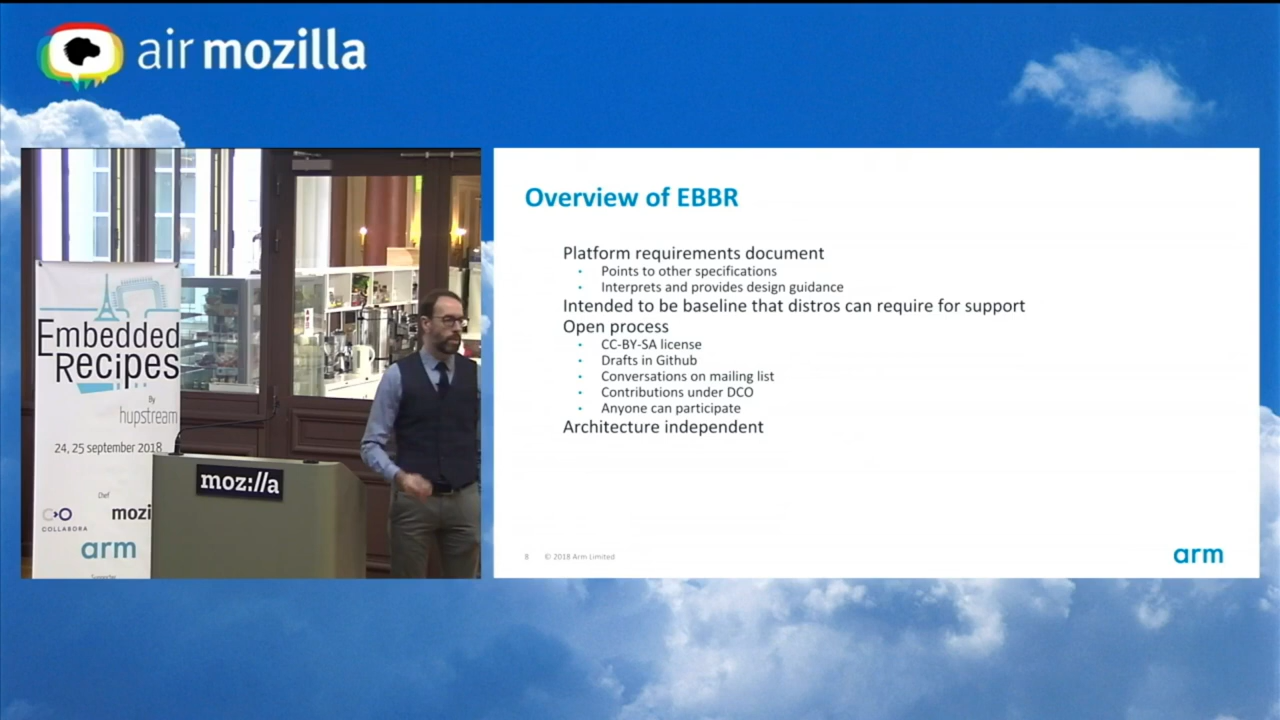 air mozilla
Embedded
Recipes
By
hupstream
24, 25 september 2018
Chef
COLLABORA
mozi
arm
moz://a
Overview of EBBR
Platform requirements document
• Points to other specifications
• Interprets and provides design guidance
Intended to be baseline that distros can require for support
Open process
• CC-BY-SA license
• Drafts in Github
• Conversations on mailing list
• Contributions under DCO
• Anyone can participate
Architecture independent
8 © 2018 Arm Limited
arm